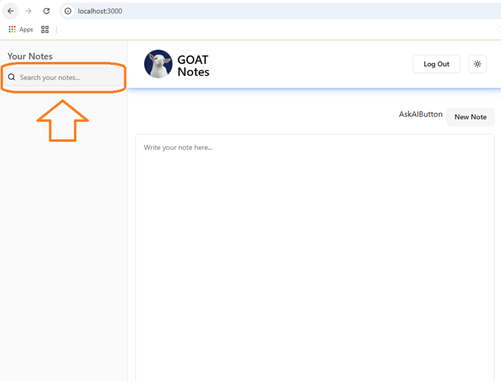 localhost:3000
Apps
Your Notes
Search your notes...
GOAT
Notes
Log Out
AskAIButton
New Note
Write your note here...